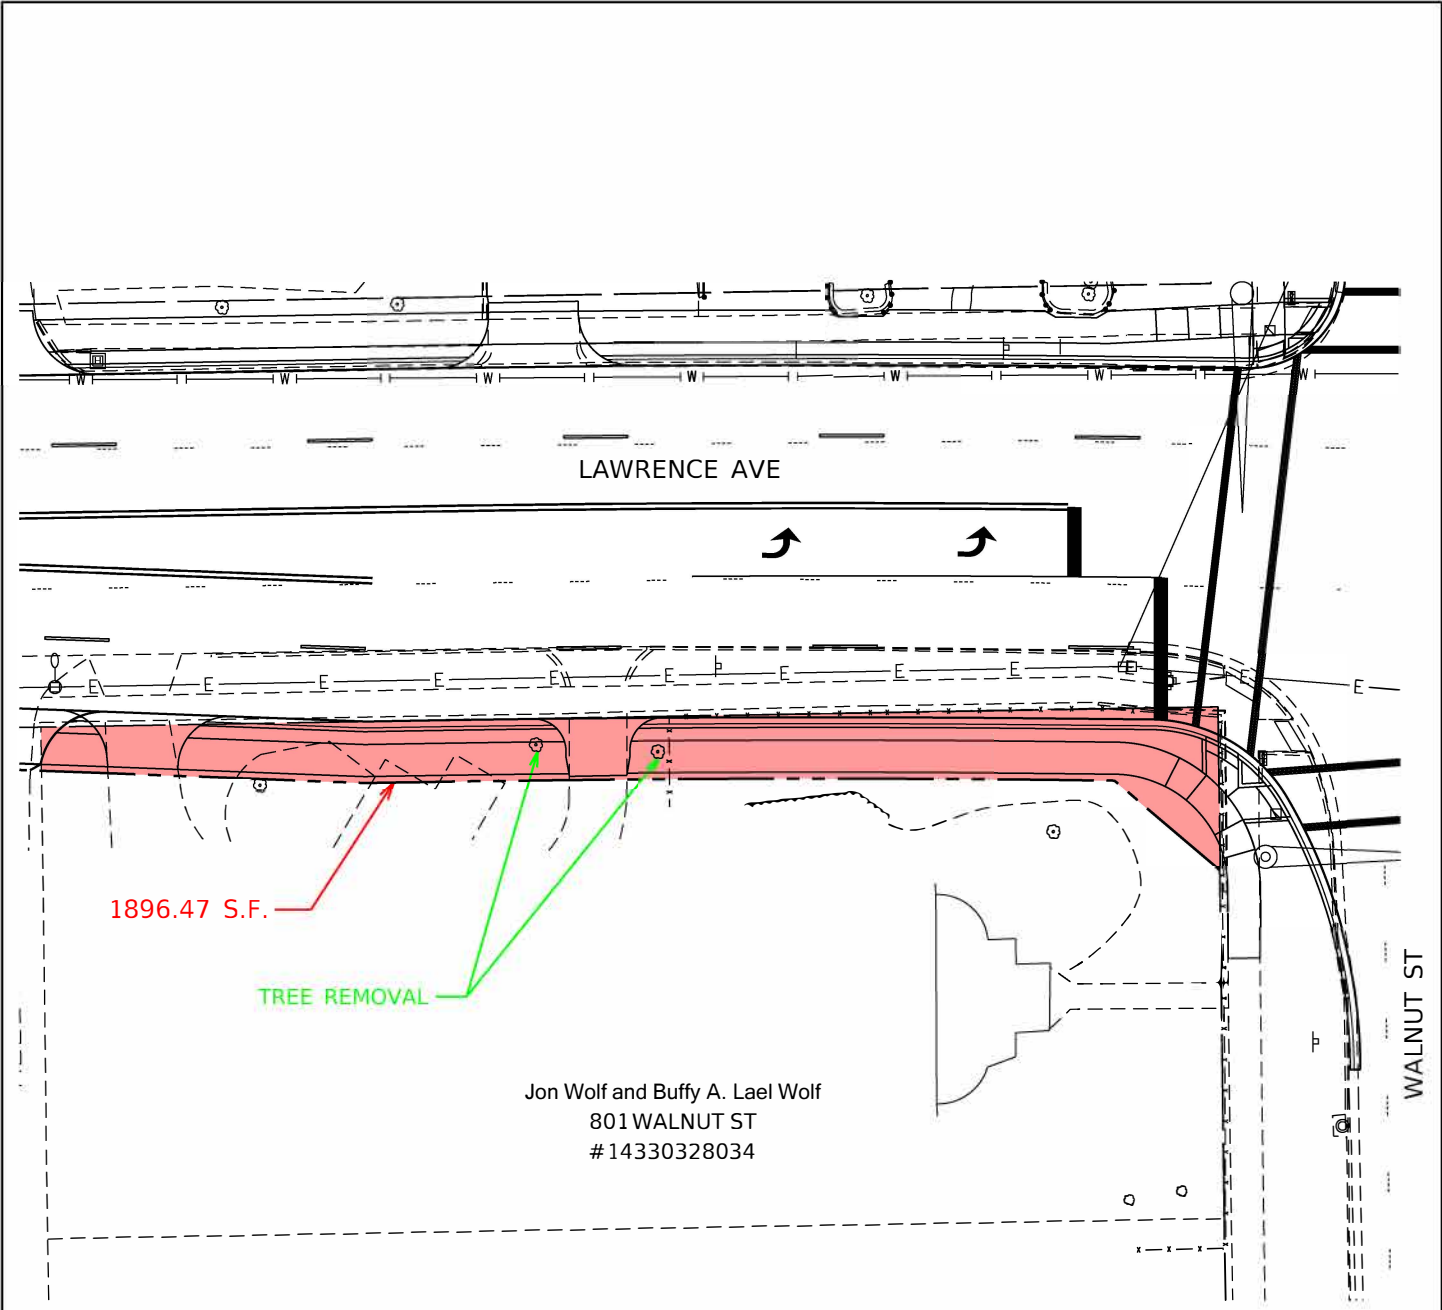 W W W W W W W
LAWRENCE AVE
E E E E E E E E E E E E
1896.47 S.F.
TREE REMOVAL
WALNUT ST
Jon Wolf and Buffy A. Lael Wolf
801 WALNUT ST
#14330328034